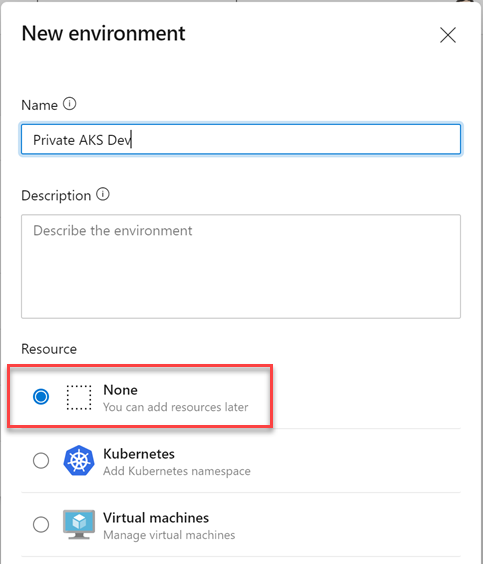 New environment
Name
Private AKS Dev
Description
Describe the environment
Resource
None
You can add resources later
Kubernetes
Add Kubernetes namespace
Virtual machines
Manage virtual machines